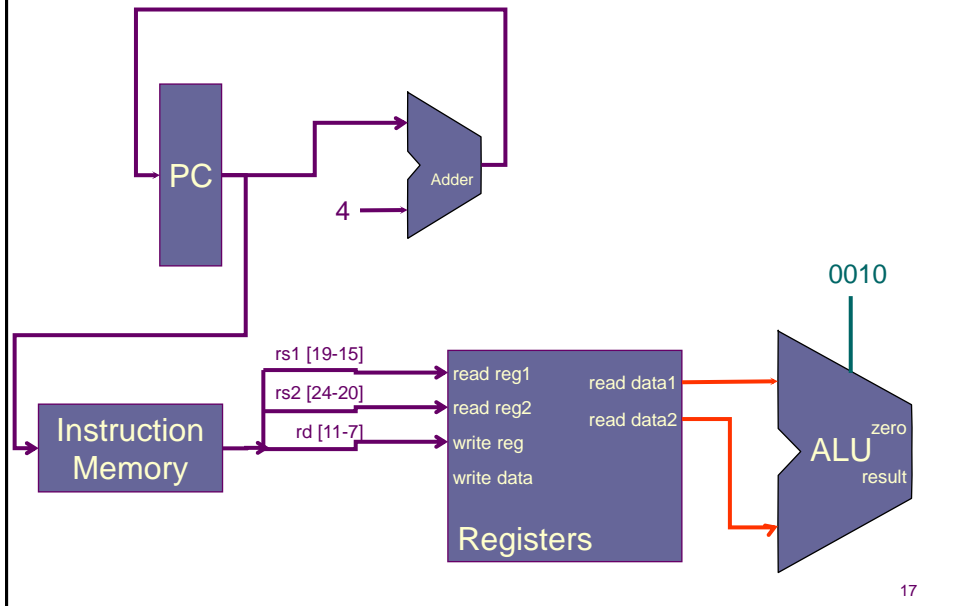 PC
Adder
4
0010
rs1 [19-15]
rs2 [24-20]
rd [11-7]
Instruction
Memory
read reg1
read reg2
write reg
write data
read data1
read data2
Registers
ALU
zero
result
17